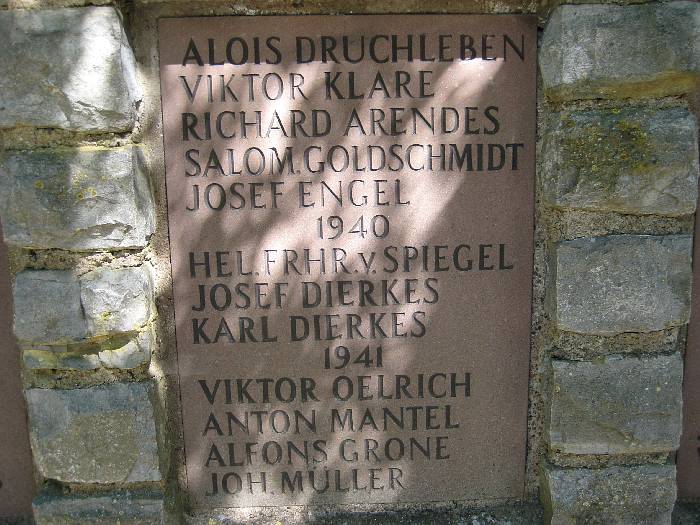 ALOIS DRUCHLEBEN
VIKTOR KLARE
RICHARD ARENDES
SALOM. GOLDSCHMIDT
JOSEF ENGEL
1940
HEL. FRHR. v. SPIEGEL
JOSEF DIERKES
KARL DIERKES
1941
VIKTOR OELRICH
ANTON MANTEL
ALFONS GRONE
JOH. MÜLLER